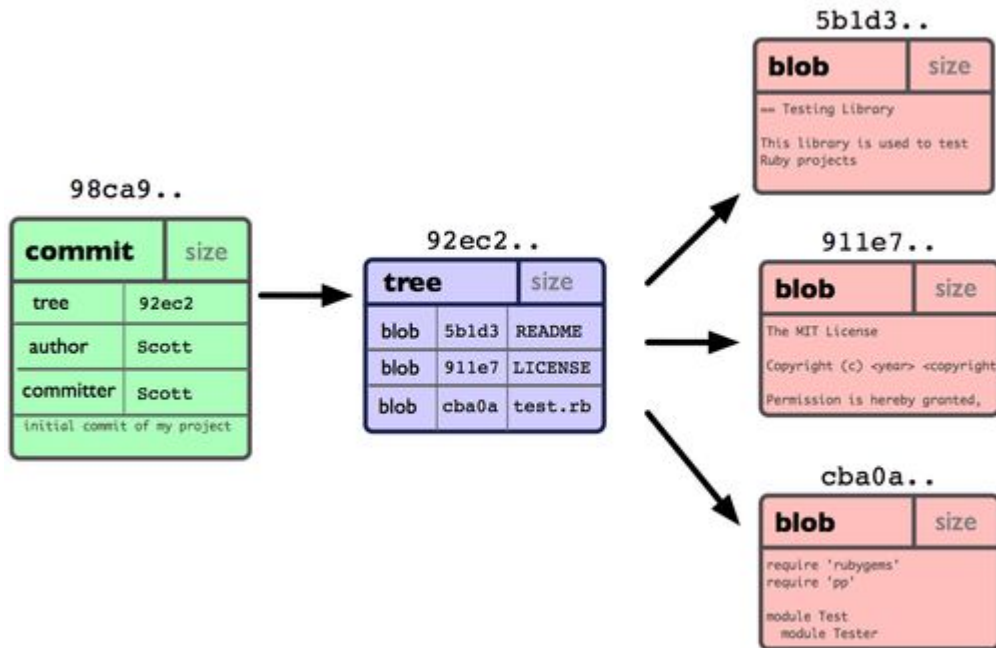 98ca9..
commit size
tree 92ec2
author Scott
committer Scott
initial commit of my project
92ec2..
tree size
blob 5b1d3 README
blob 911e7 LICENSE
blob cba0a test.rb
5b1d3..
blob size
== Testing Library
This library is used to test
Ruby projects
911e7..
blob size
The MIT License
Copyright (c) <year> <copyright
Permission is hereby granted,
cba0a..
blob size
require 'rubygems'
require 'pp'
module Test
module Tester